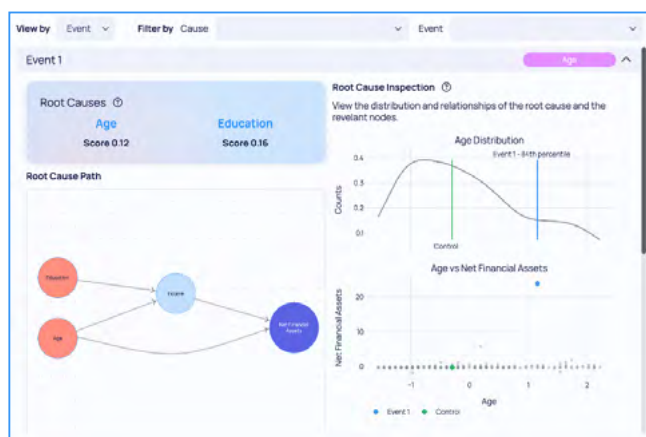 View by Event Filter by Cause Event
Event 1 Age
Root Causes
Age Education
Score 0.12 Score 0.16
Root Cause Path
Education
Age
Income
Net Financial
Assets
Root Cause Inspection
View the distribution and relationships of the root cause and the
revelant nodes.
Age Distribution
Event 1 - 84th percentile
0.4
0.3
0.2
0.1
Counts
Control
Age vs Net Financial Assets
20
10
0
Net Financial Assets
-1 0 1 2
Age
Event 1 Control